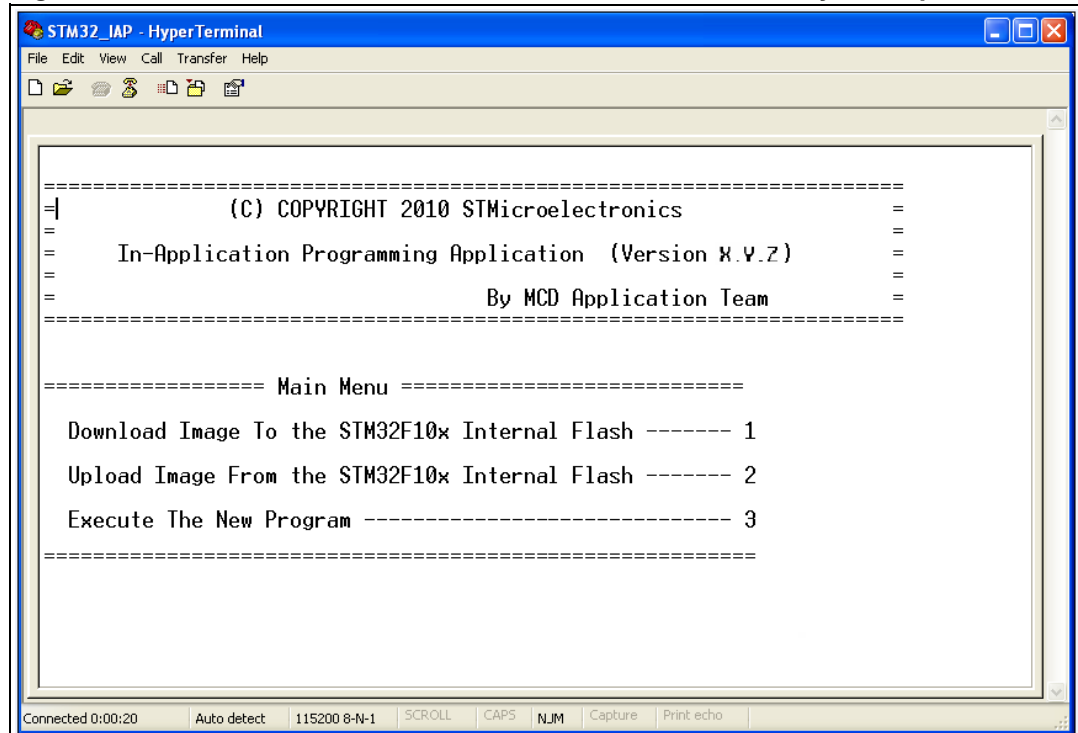 STM32_IAP - HyperTerminal
File Edit View Call Transfer Help
======================================================================
= (C) COPYRIGHT 2010 STMicroelectronics =
= =
= In-Application Programming Application (Version X.Y.Z) =
= =
= By MCD Application Team =
======================================================================
================== Main Menu ============================
Download Image To the STM32F10x Internal Flash ------- 1
Upload Image From the STM32F10x Internal Flash ------- 2
Execute The New Program ------------------------------ 3
==========================================================
Connected 0:00:20 Auto detect 115200 8-N-1 SCROLL CAPS NUM Capture Print echo